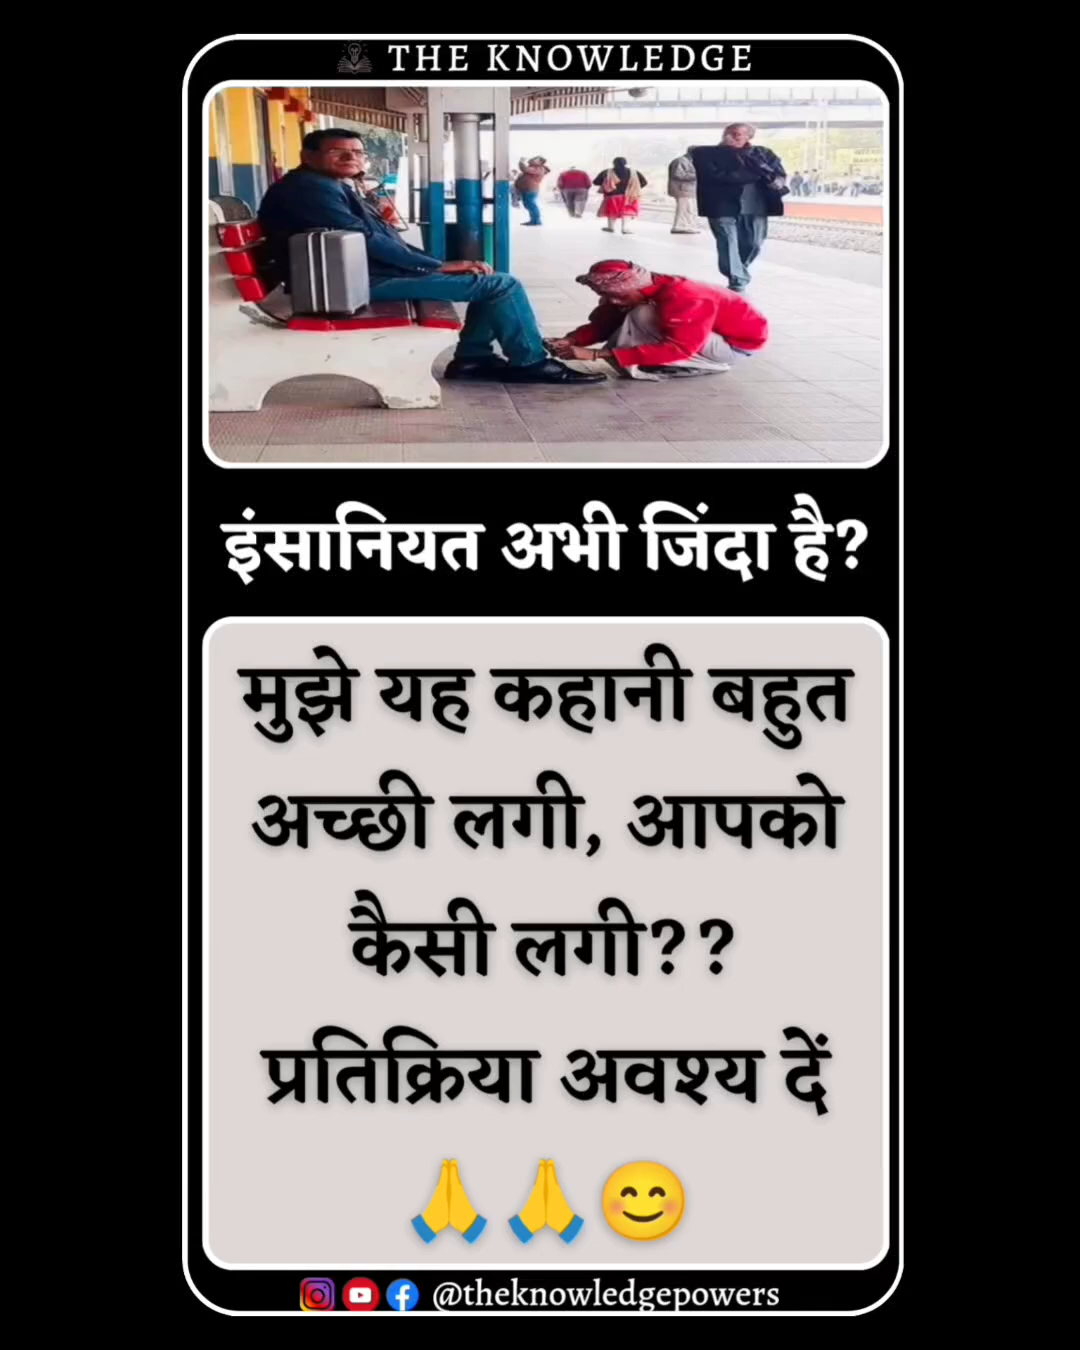 THE KNOWLEDGE
इंसानियत अभी जिंदा है?
मुझे यह कहानी बहुत
अच्छी लगी, आपको
कैसी लगी??
प्रतिक्रिया अवश्य दें
🙏🙏😊
@theknowledgepowers